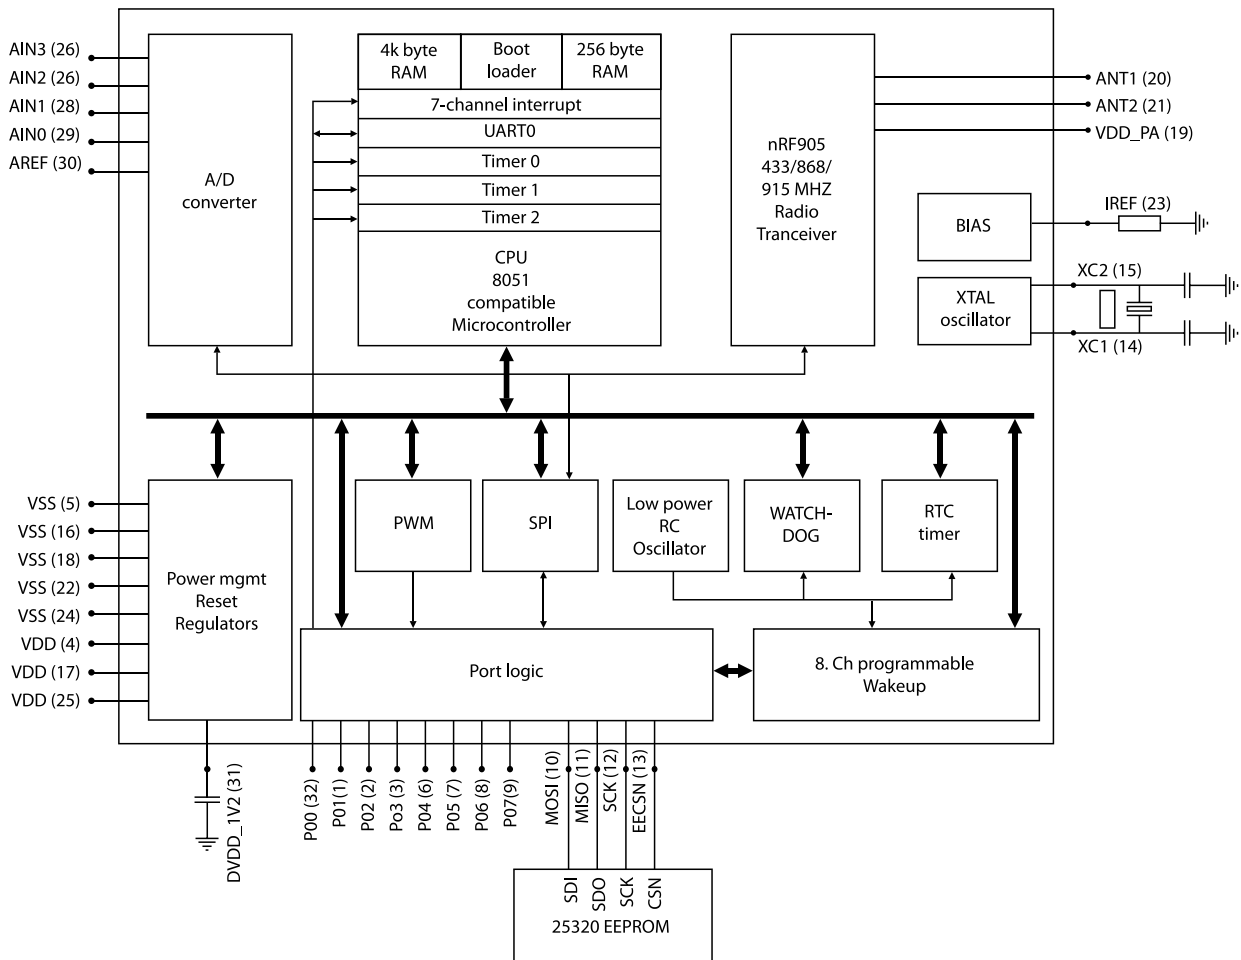 AIN3 (26)
AIN2 (26)
AIN1 (28)
AIN0 (29)
AREF (30)
A/D
converter
4k byte
RAM
Boot
loader
256 byte
RAM
7-channel interrupt
UART0
Timer 0
Timer 1
Timer 2
CPU
8051
compatible
Microcontroller
nRF905
433/868/
915 MHZ
Radio
Tranceiver
ANT1 (20)
ANT2 (21)
VDD_PA (19)
BIAS
IREF (23)
XTAL
oscillator
XC2 (15)
XC1 (14)
VSS (5)
VSS (16)
VSS (18)
VSS (22)
VSS (24)
VDD (4)
VDD (17)
VDD (25)
Power mgmt
Reset
Regulators
PWM
SPI
Low power
RC
Oscillator
WATCH-
DOG
RTC
timer
Port logic
8. Ch programmable
Wakeup
DVDD_1V2 (31)
P00 (32)
P01(1)
P02 (2)
Po3 (3)
P04 (6)
P05 (7)
P06 (8)
P07(9)
MOSI (10)
MISO (11)
SCK (12)
EECSN (13)
SDI
SDO
SCK
CSN
25320 EEPROM